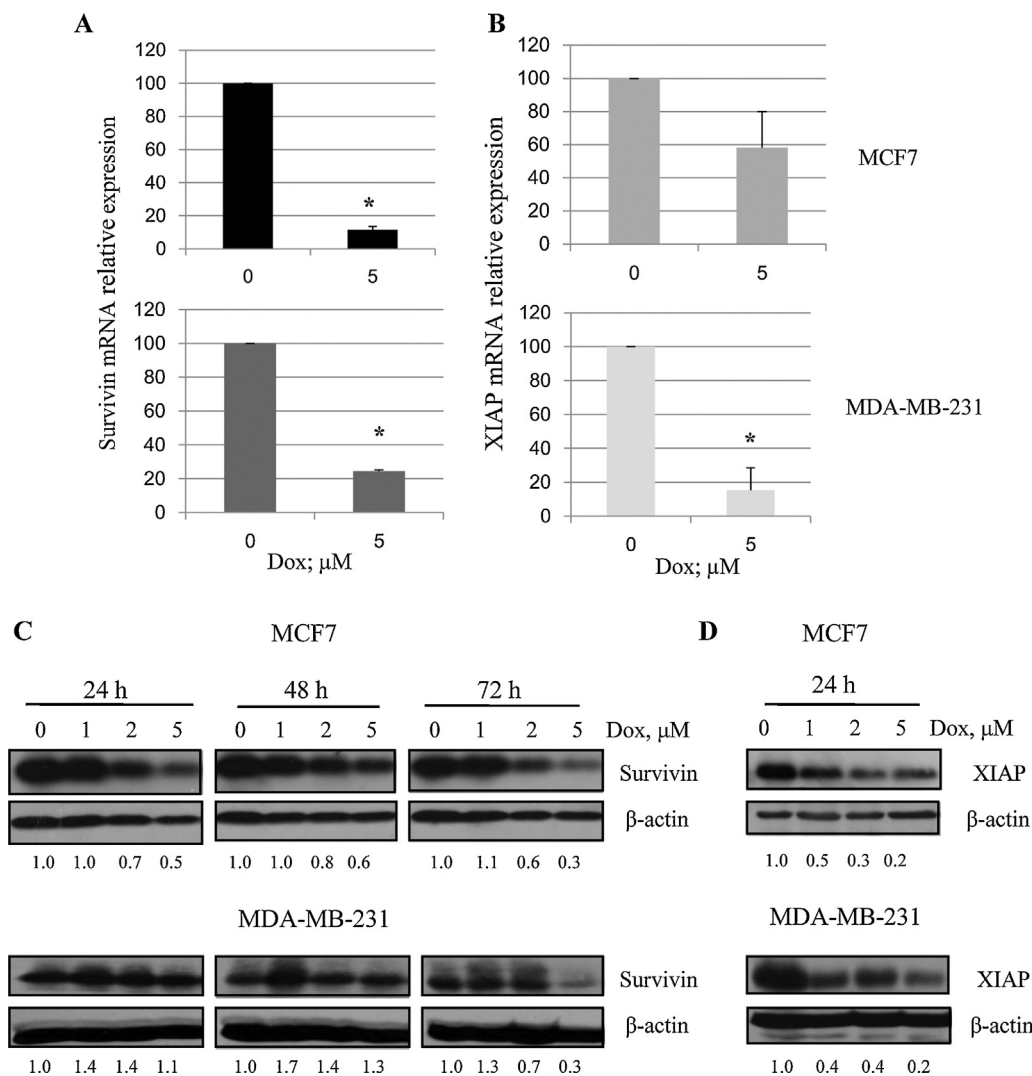 A
Survivin mRNA relative expression
120
100
80
60
40
20
0
*
0 5
120
100
80
60
40
20
0
*
0 5
Dox; µM
B
XIAP mRNA relative expression
120
100
80
60
40
20
0
0 5
MCF7
120
100
80
60
40
20
0
*
0 5
MDA-MB-231
Dox; µM
C
MCF7
24 h 48 h 72 h
0 1 2 5 0 1 2 5 0 1 2 5 Dox, µM
Survivin
β-actin
1.0 1.0 0.7 0.5 1.0 1.0 0.8 0.6 1.0 1.1 0.6 0.3
MDA-MB-231
Survivin
β-actin
1.0 1.4 1.4 1.1 1.0 1.7 1.4 1.3 1.0 1.3 0.7 0.3
D
MCF7
24 h
0 1 2 5 Dox, µM
XIAP
β-actin
1.0 0.5 0.3 0.2
MDA-MB-231
XIAP
β-actin
1.0 0.4 0.4 0.2